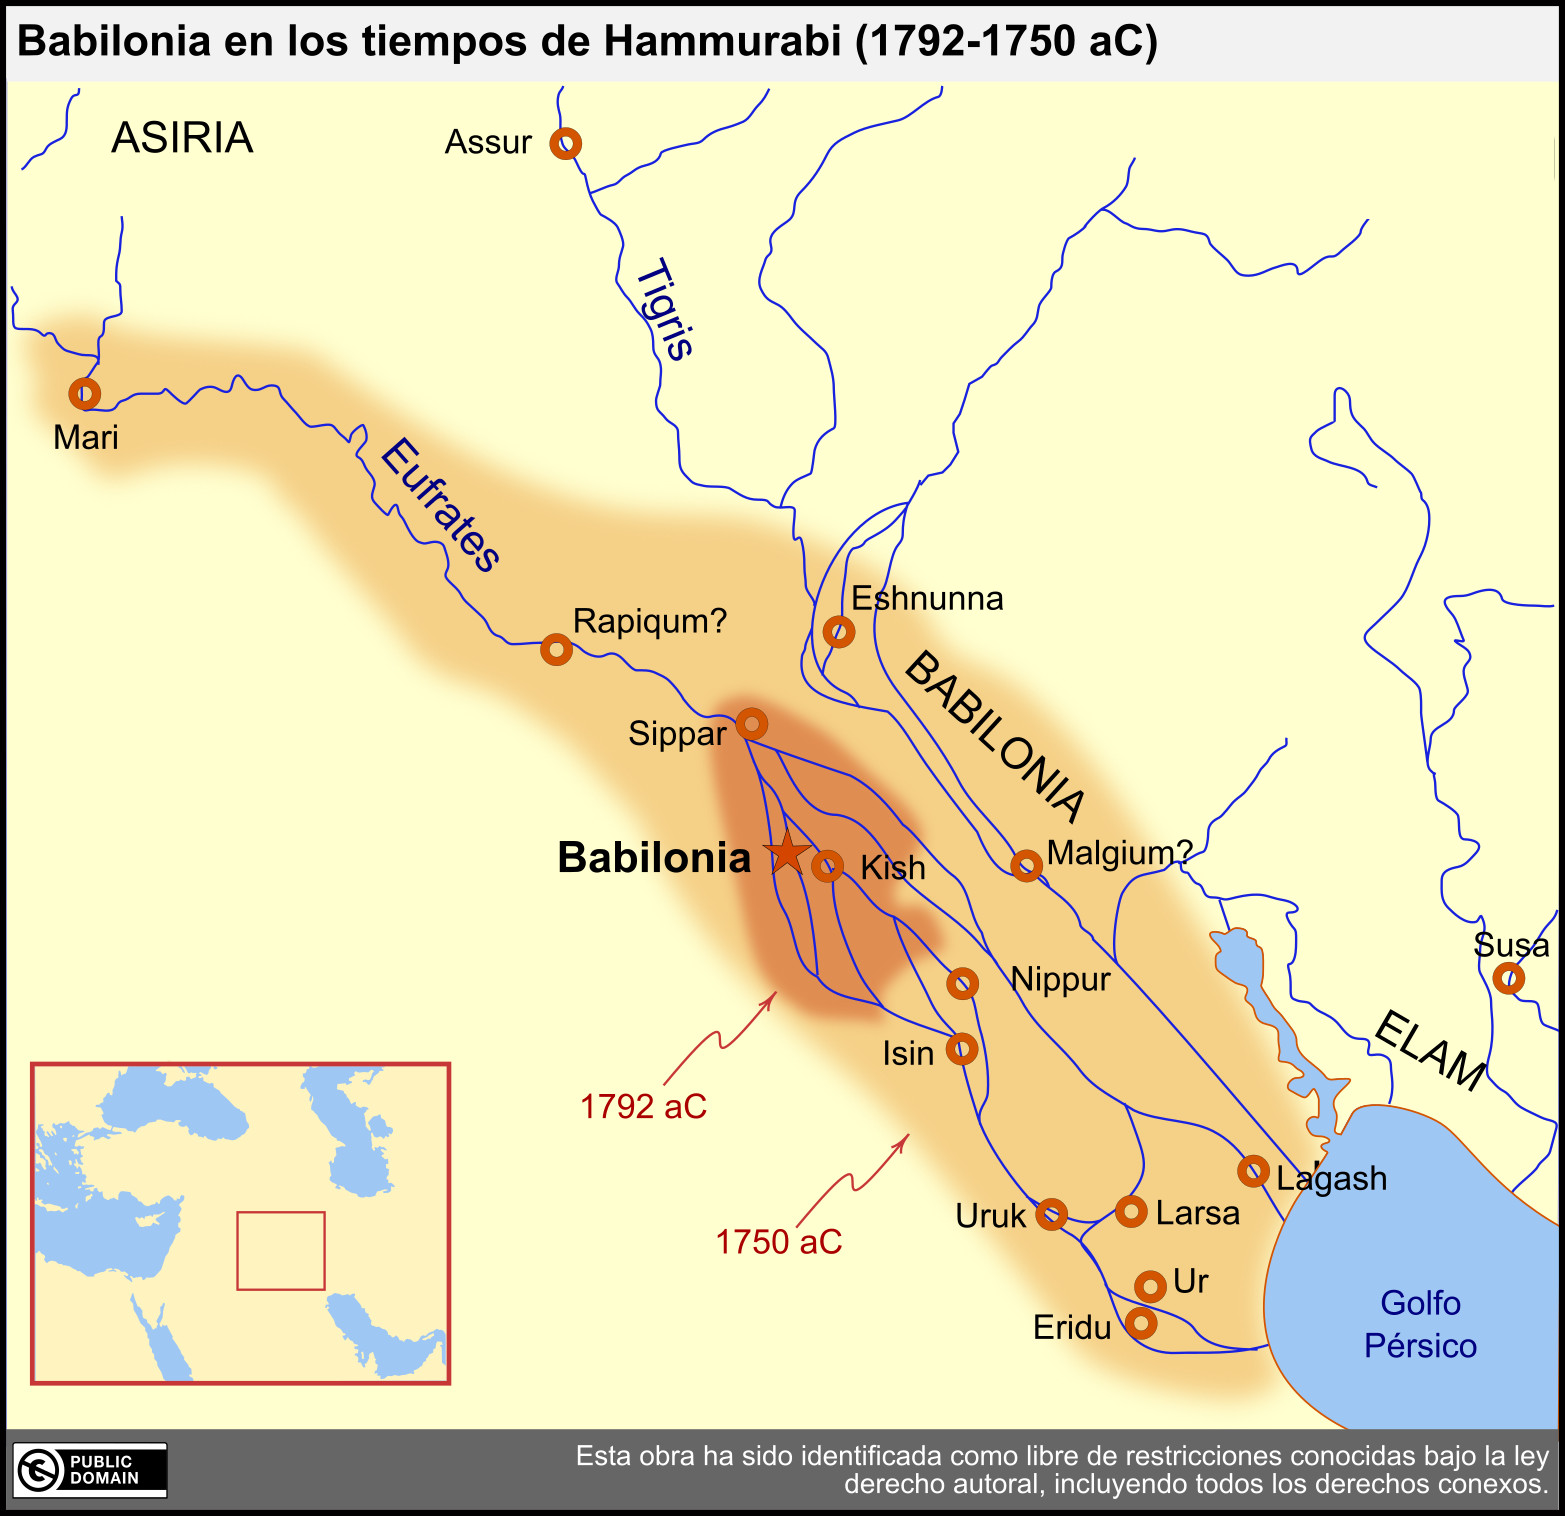 Babilonia en los tiempos de Hammurabi (1792-1750 aC)
ASIRIA
Assur
Tigris
Mari
Eufrates
Eshnunna
Rapiqum?
BABILONIA
Sippar
Babilonia
Kish
Malgium?
Susa
Nippur
ELAM
Isin
1792 aC
Lagash
Uruk
Larsa
1750 aC
Ur
Eridu
Golfo
Pérsico
PUBLIC
DOMAIN
Esta obra ha sido identificada como libre de restricciones conocidas bajo la ley
derecho autoral, incluyendo todos los derechos conexos.